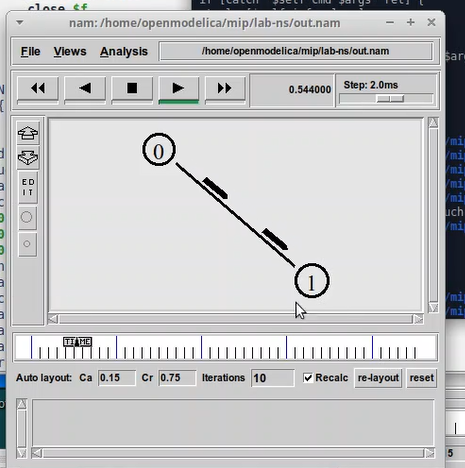 close $f
nam: /home/openmodelica/mip/lab-ns/out.nam
File Views Analysis /home/openmodelica/mip/lab-ns/out.nam
0.544000 Step: 2.0ms
ED
IT
0
1
TIME
Auto layout: Ca 0.15 Cr 0.75 Iterations 10 Recalc re-layout reset